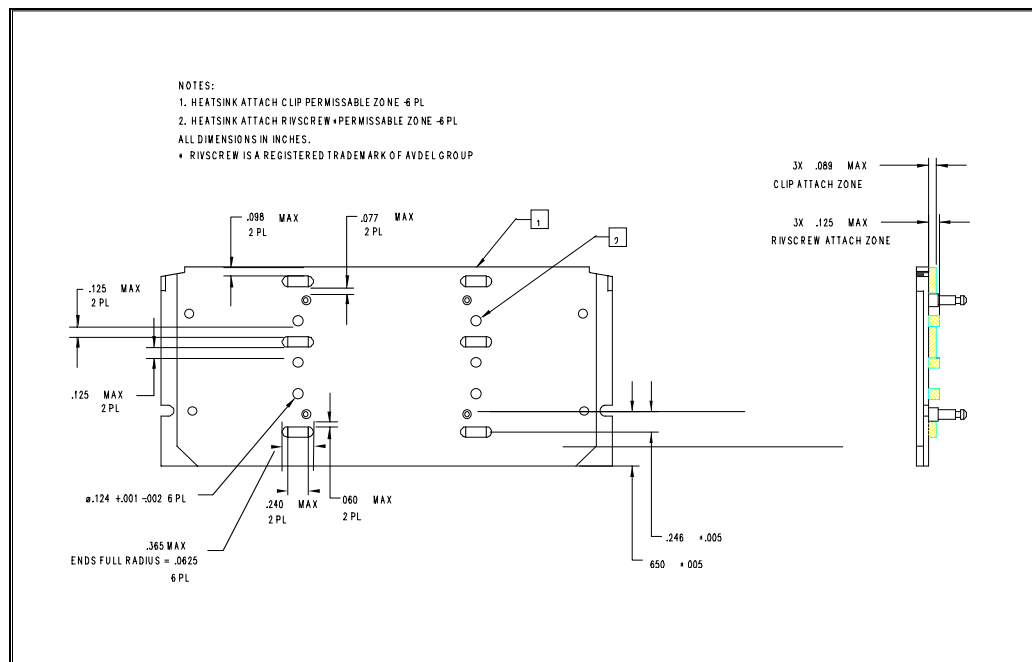 NOTES:
1. HEATSINK ATTACH CLIP PERMISSABLE ZONE -6 PL
2. HEATSINK ATTACH RIVSCREW * PERMISSABLE ZONE -6 PL
ALL DIMENSIONS IN INCHES.
* RIVSCREW IS A REGISTERED TRADEMARK OF AVDEL GROUP
3X .089 MAX
CLIP ATTACH ZONE
3X .125 MAX
RIVSCREW ATTACH ZONE
.098 MAX
2 PL
.077 MAX
2 PL
1
2
.125 MAX
2 PL
.125 MAX
2 PL
ø.124 +.001 -.002 6 PL
.240 MAX
2 PL
060 MAX
2 PL
.365 MAX
ENDS FULL RADIUS = .0625
6 PL
.246 *.005
650 *005